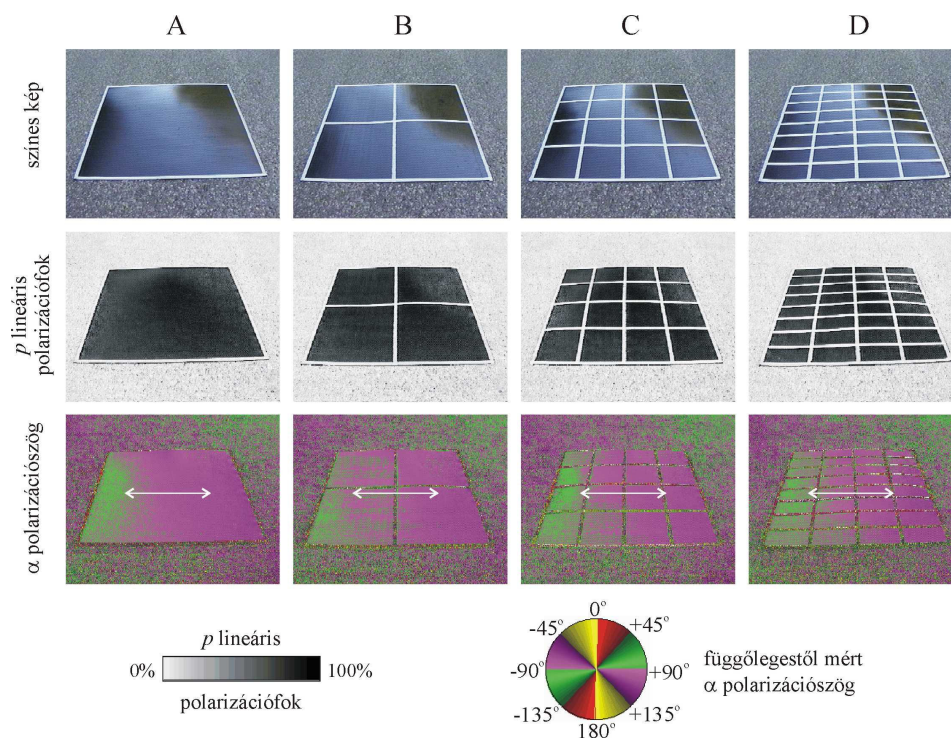 A B C D
színes kép
p lineáris
polarizációfok
α polarizációszög
p lineáris
0% 100%
polarizációfok
0°
-45° +45°
-90° +90°
-135° +135°
180°
függőlegestől mért
α polarizációszög